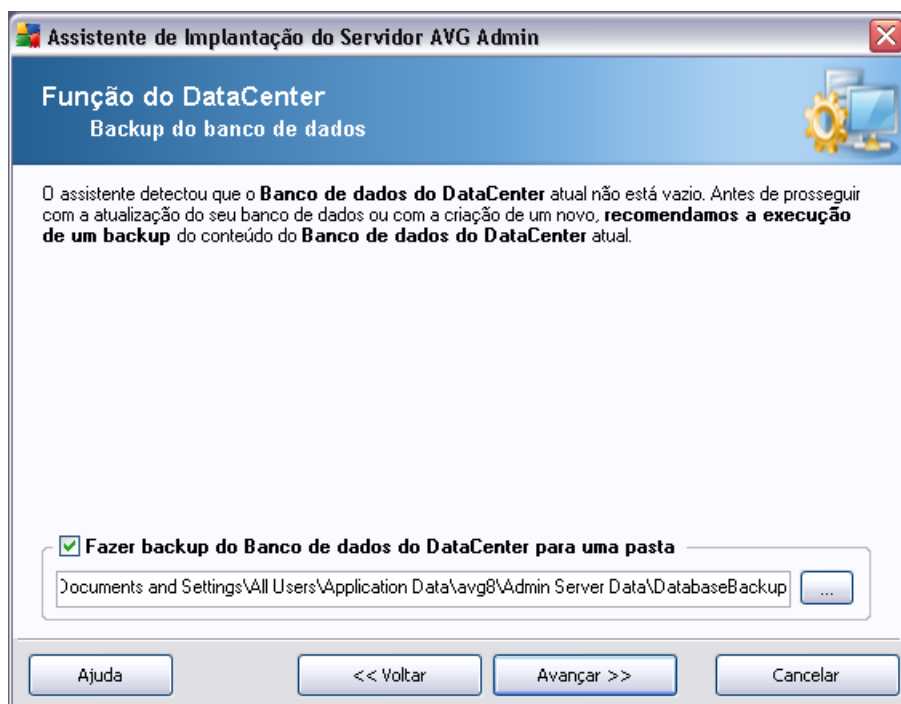 Assistente de Implantação do Servidor AVG Admin
Função do DataCenter
Backup do banco de dados
O assistente detectou que o Banco de dados do DataCenter atual não está vazio. Antes de prosseguir
com a atualização do seu banco de dados ou com a criação de um novo, recomendamos a execução
de um backup do conteúdo do Banco de dados do DataCenter atual.
Fazer backup do Banco de dados do DataCenter para uma pasta
Documents and Settings\All Users\Application Data\avg8\Admin Server Data\DatabaseBackup ...
Ajuda << Voltar Avançar >> Cancelar